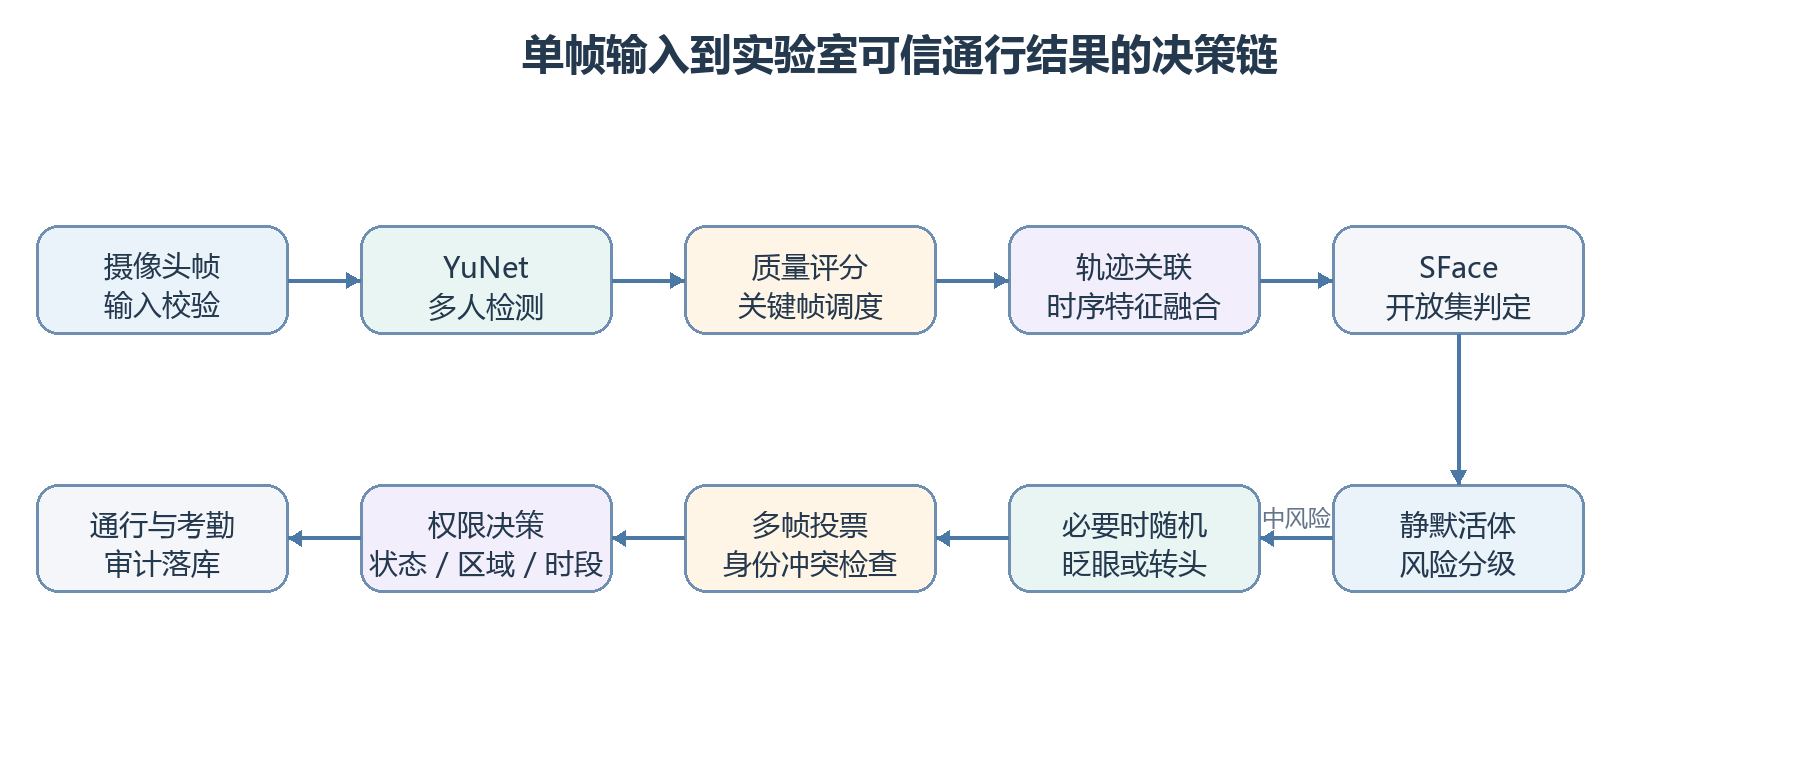 单帧输入到实验室可信通行结果的决策链
摄像头帧
输入校验
YuNet
多人检测
质量评分
关键帧调度
轨迹关联
时序特征融合
SFace
开放集判定
静默活体
风险分级
中风险
必要时随机
眨眼或转头
多帧投票
身份冲突检查
权限决策
状态 / 区域 / 时段
通行与考勤
审计落库